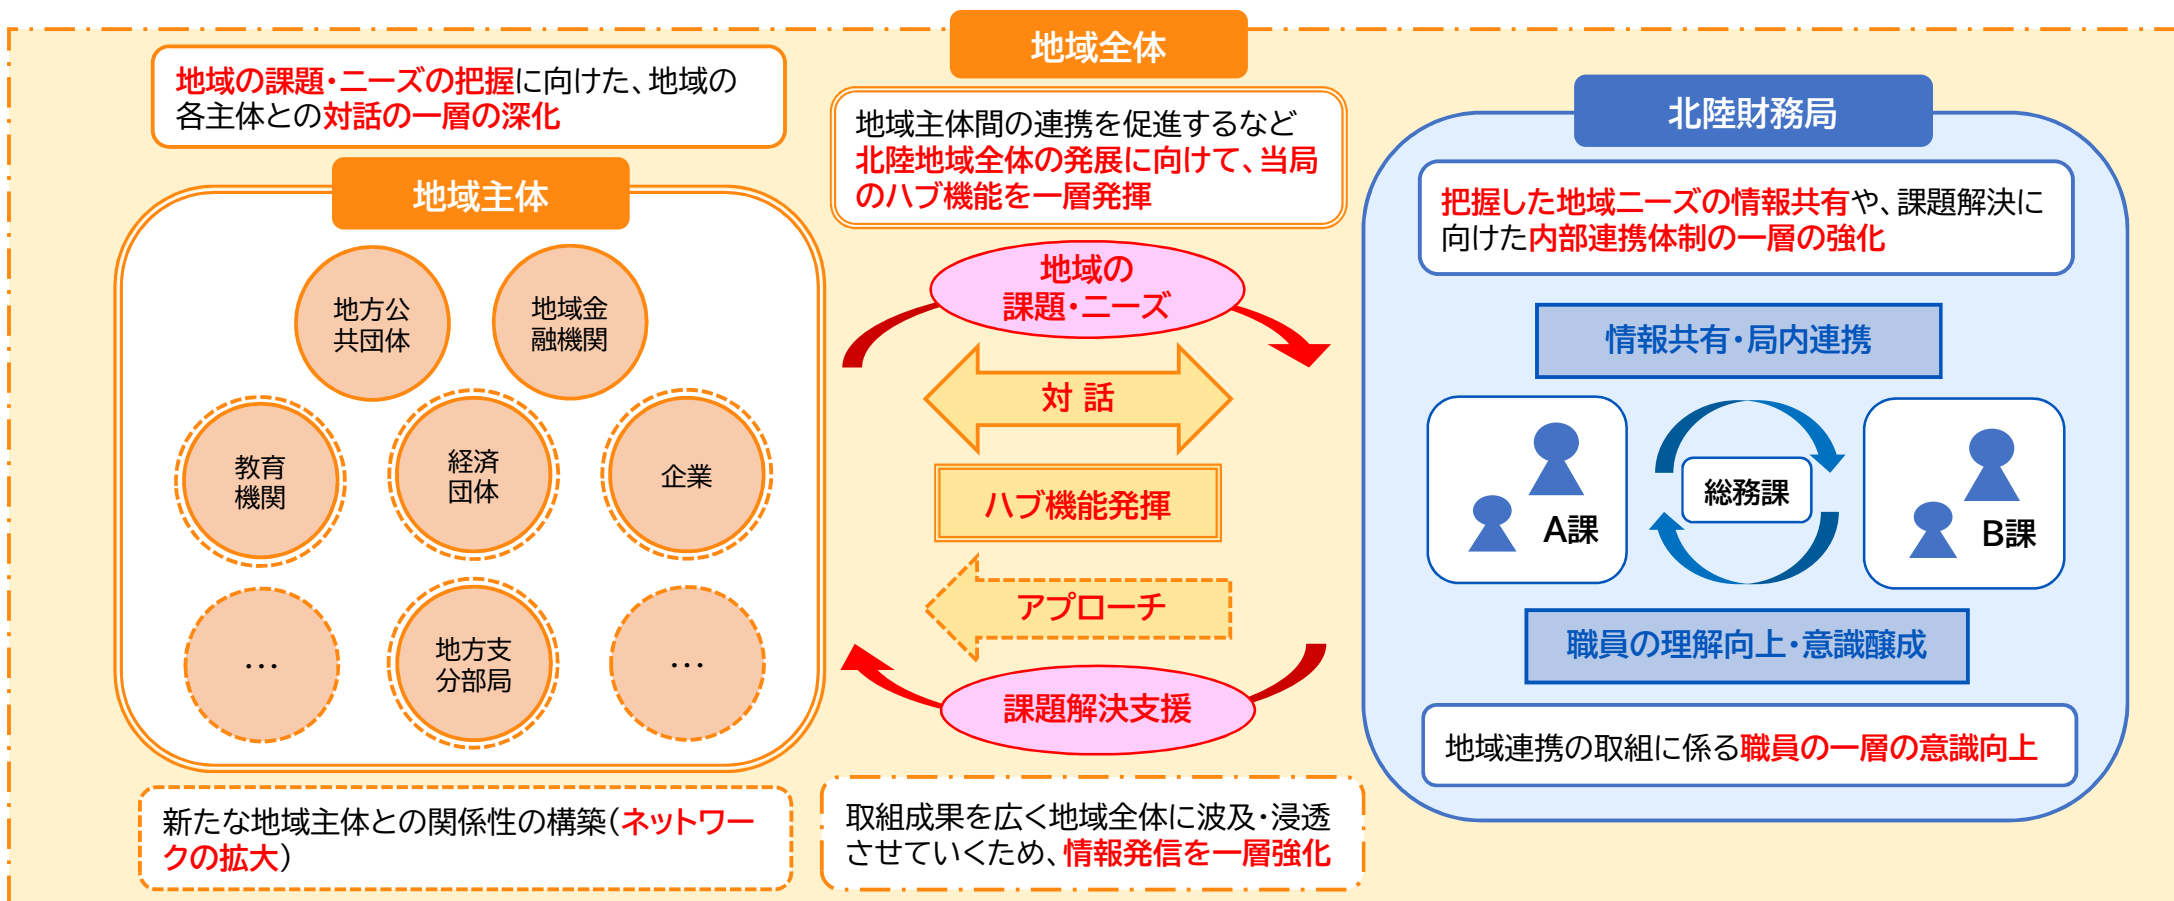 地域全体
地域の課題・ニーズの把握に向けた、地域の
各主体との対話の一層の深化
地域主体
地方公
共団体
地域金
融機関
教育
機関
経済
団体
企業
…
地方支
分部局
…
新たな地域主体との関係性の構築（ネットワー
クの拡大）
地域主体間の連携を促進するなど
北陸地域全体の発展に向けて、当局
のハブ機能を一層発揮
地域の
課題・ニーズ
対 話
ハブ機能発揮
アプローチ
課題解決支援
取組成果を広く地域全体に波及・浸透
させていくため、情報発信を一層強化
北陸財務局
把握した地域ニーズの情報共有や、課題解決に
向けた内部連携体制の一層の強化
情報共有・局内連携
A課
総務課
B課
職員の理解向上・意識醸成
地域連携の取組に係る職員の一層の意識向上